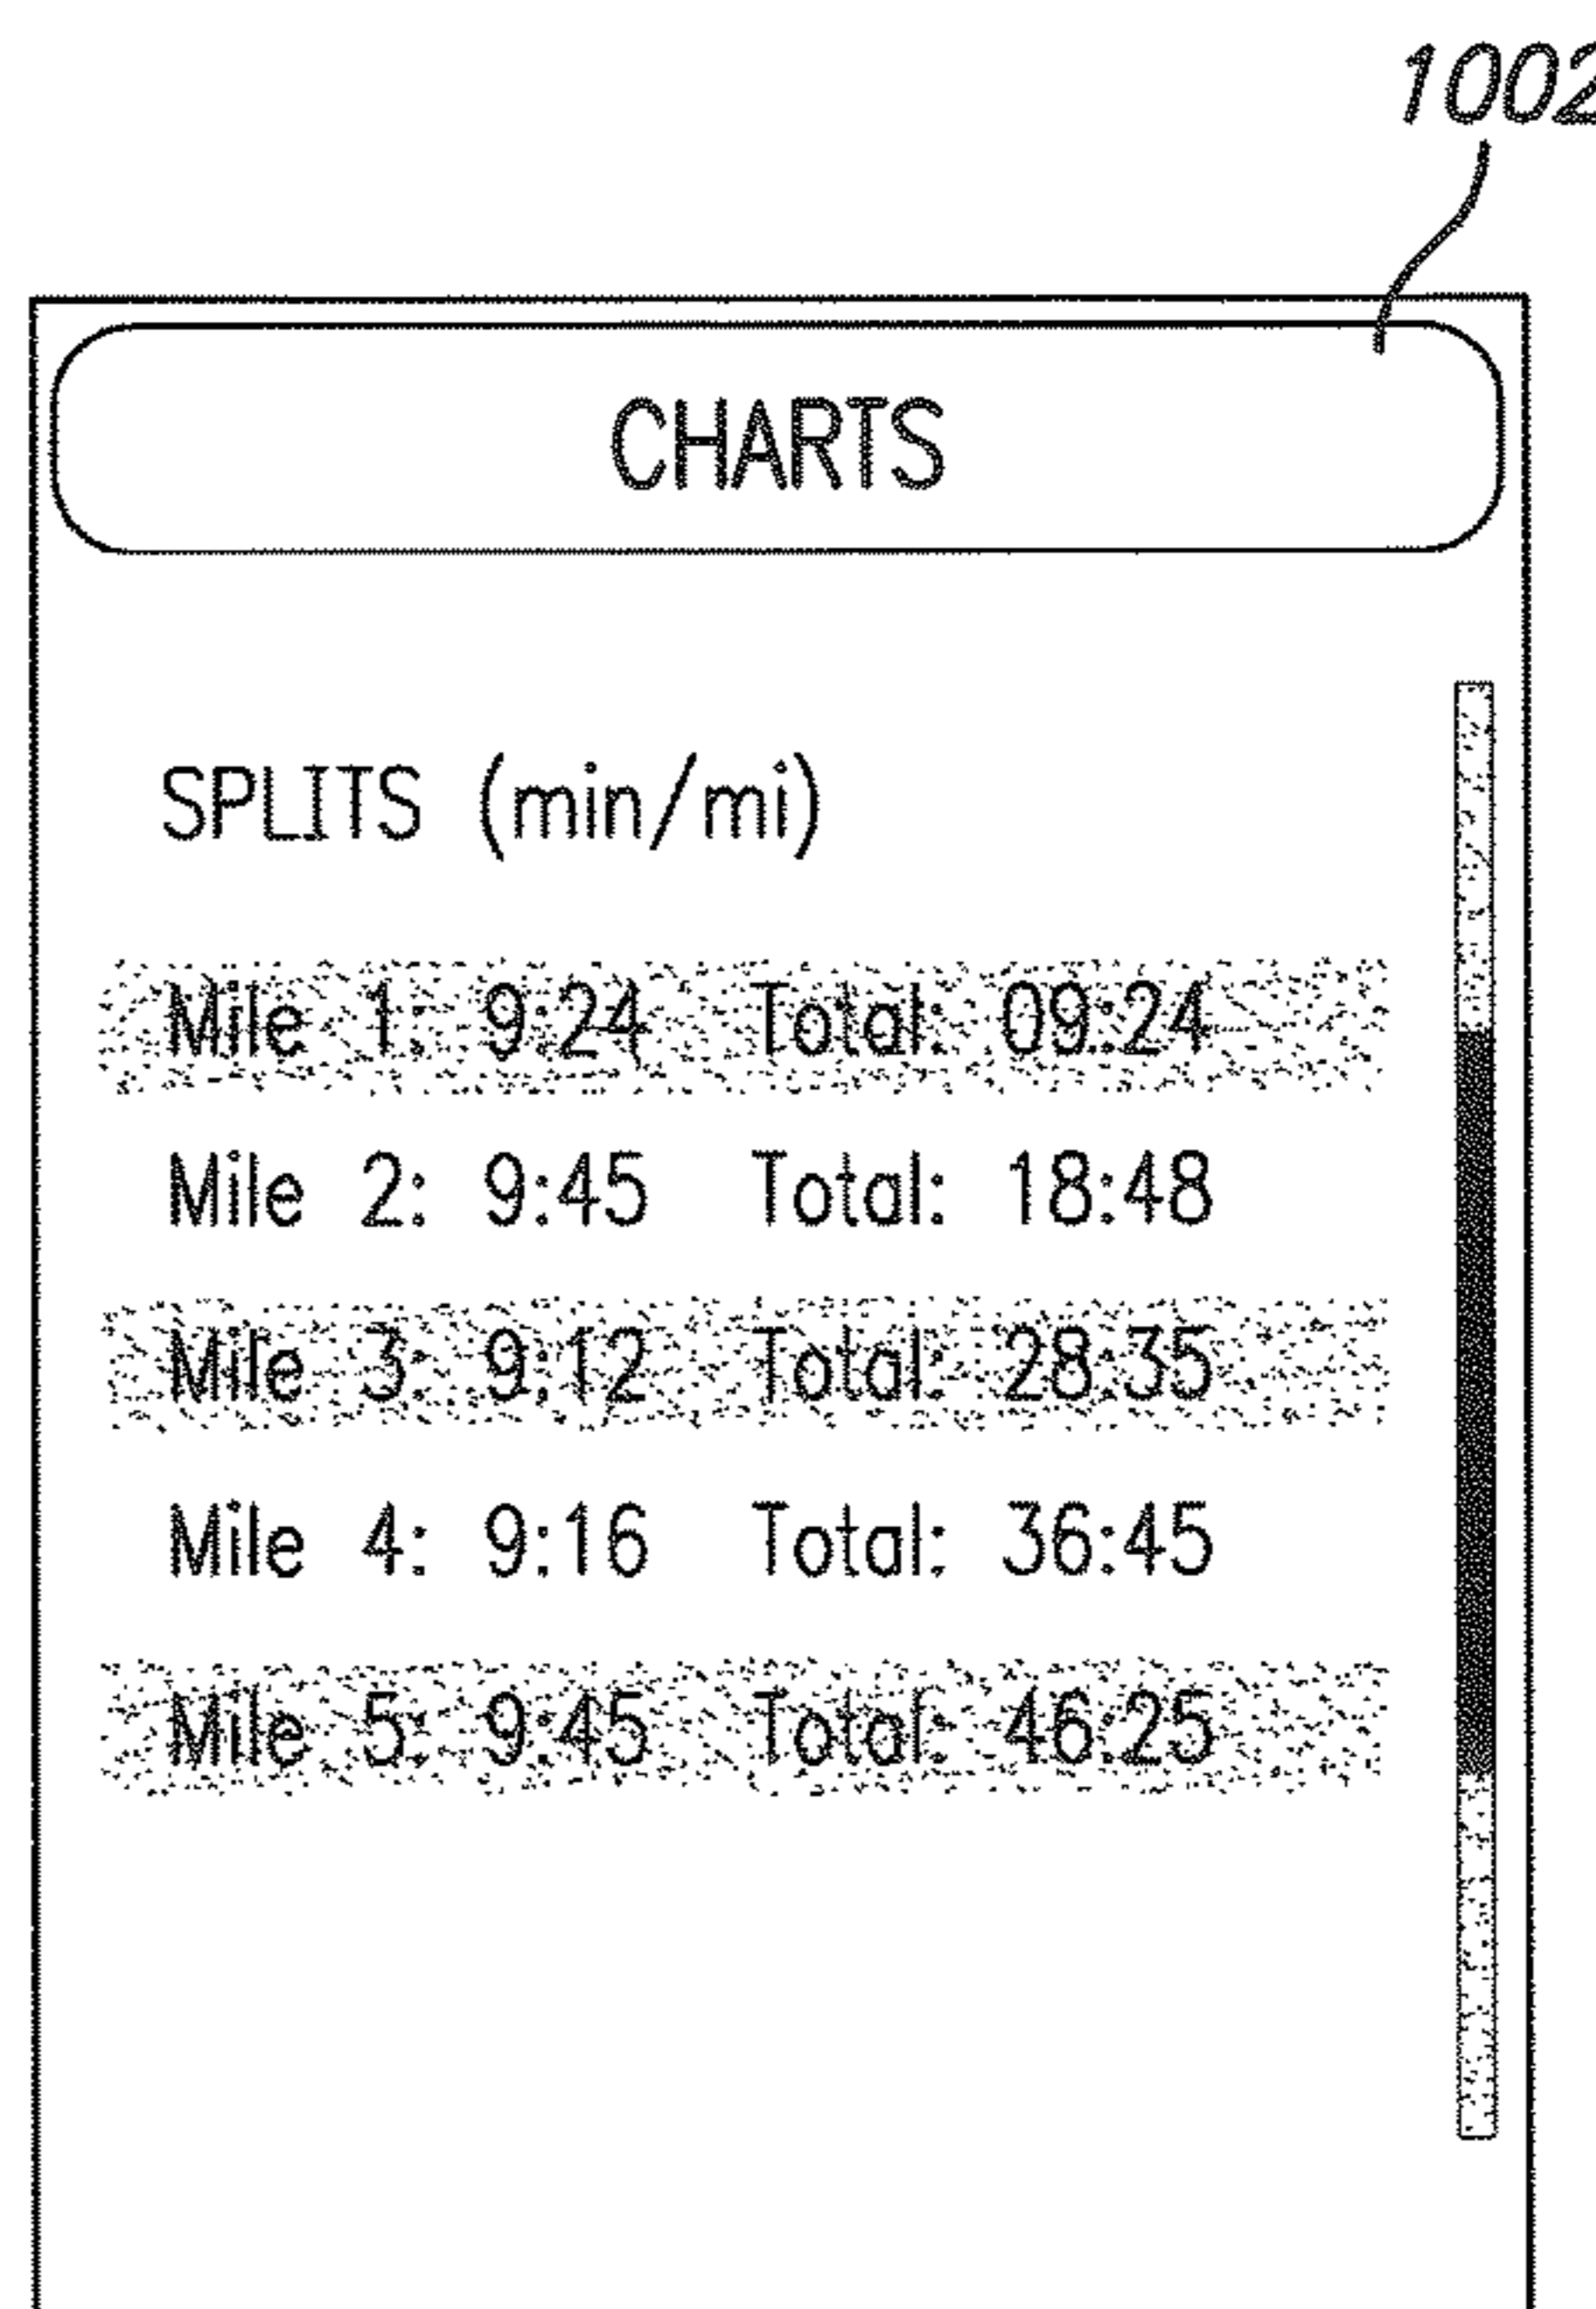 1002
CHARTS
SPLITS (min/mi)
Mile 1: 9:24 Total: 09:24
Mile 2: 9:45 Total: 18:48
Mile 3: 9:12 Total: 28:35
Mile 4: 9:16 Total: 36:45
Mile 5: 9:45 Total: 46:25